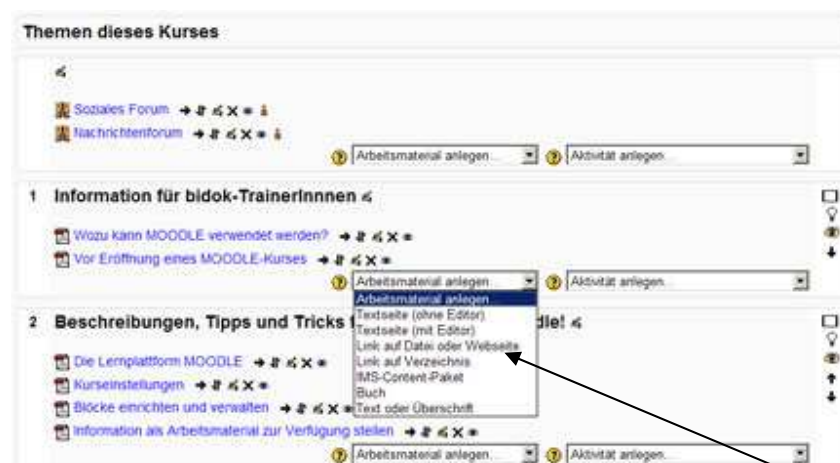 Themen dieses Kurses
Soziales Forum
Nachrichtenforum
Arbeitsmaterial anlegen... Aktivität anlegen...
1 Information für bidok-TrainerInnnen
Wozu kann MOODLE verwendet werden?
Vor Eröffnung eines MOODLE-Kurses
Arbeitsmaterial anlegen... Aktivität anlegen...
Arbeitsmaterial anlegen...
Textseite (ohne Editor)
Textseite (mit Editor)
Link auf Datei oder Webseite
Link auf Verzeichnis
IMS-Content-Paket
Buch
Text oder Überschrift
2 Beschreibungen, Tipps und Tricks dle!
Die Lernplattform MOODLE
Kurseinstellungen
Blöcke einrichten und verwalten
Information als Arbeitsmaterial zur Verfügung stellen
Arbeitsmaterial anlegen... Aktivität anlegen...